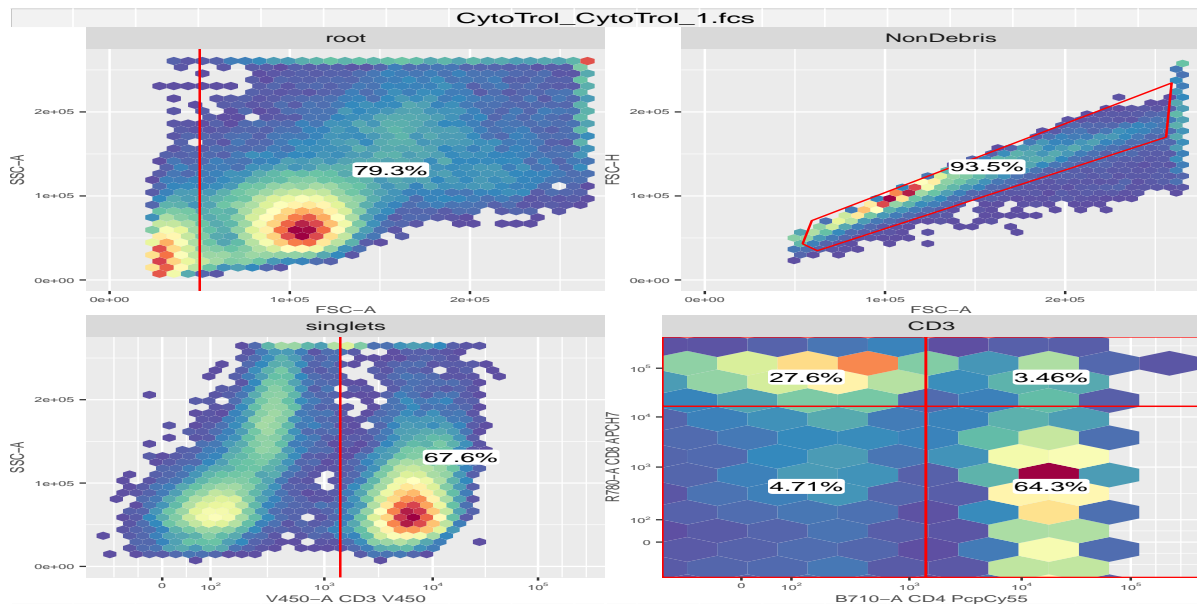 CytoTrol_CytoTrol_1.fcs
root
NonDebris
SSC-A
2e+05
1e+05
0e+00
79.3%
0e+00
1e+05
2e+05
FSC-A
FSC-H
2e+05
1e+05
0e+00
93.5%
0e+00
1e+05
2e+05
FSC-A
singlets
CD3
SSC-A
2e+05
1e+05
0e+00
67.6%
0
10²
10³
10⁴
10⁵
V450-A CD3 V450
R780-A CD8 APCH7
10⁵
10⁴
10³
10²
0
27.6%
3.46%
4.71%
64.3%
0
10²
10³
10⁴
10⁵
B710-A CD4 PcpCy55